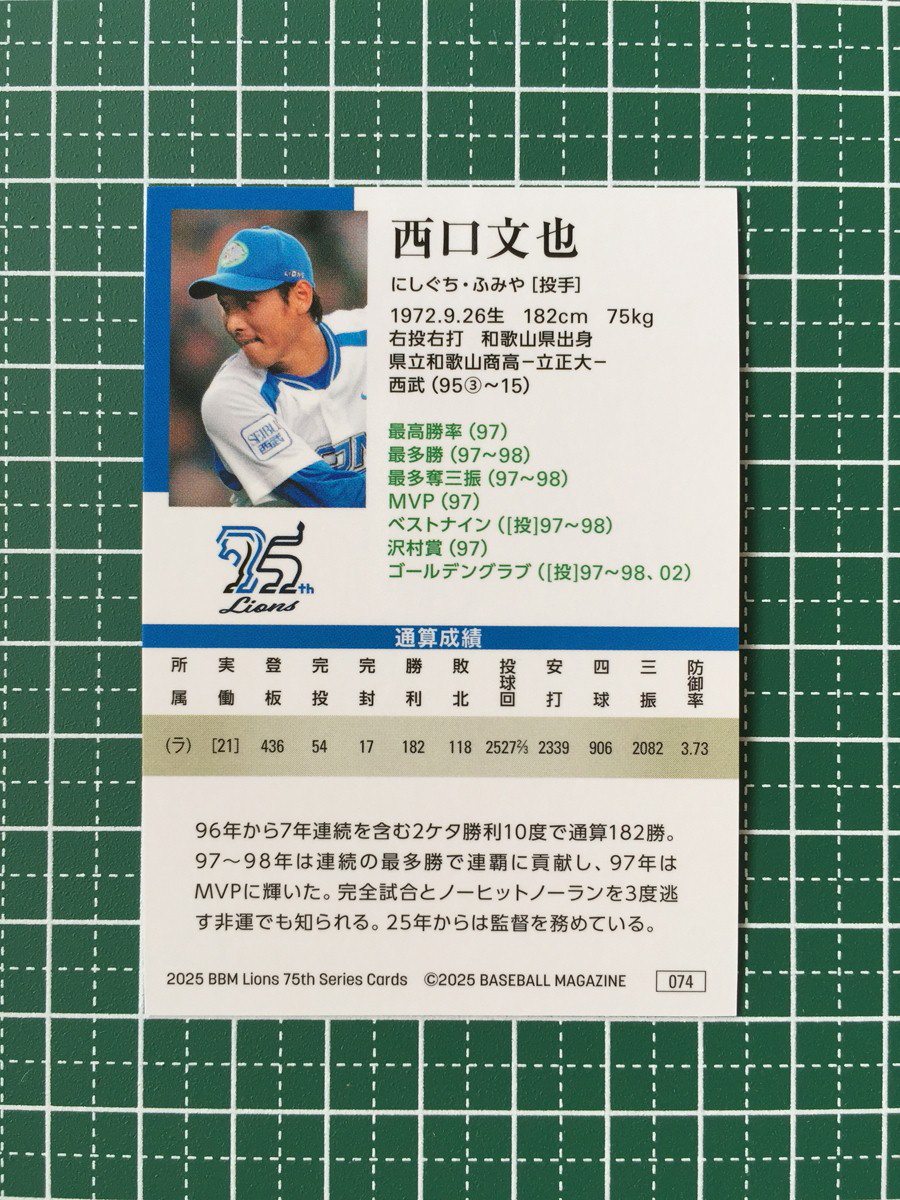 西口文也
にしぐち・ふみや [投手]
1972.9.26生 182cm 75kg
右投右打 和歌山県出身
県立和歌山商高－立正大－
西武 (95③～15)
最高勝率 (97)
最多勝 (97～98)
最多奪三振 (97～98)
MVP (97)
ベストナイン ([投]97～98)
沢村賞 (97)
ゴールデングラブ ([投]97～98、02)
LIONS
SEIBU
西武
75th
Lions
通算成績
所属 実働 登板 完投 完封 勝利 敗北 投球回 安打 四球 三振 防御率
(ラ) [21] 436 54 17 182 118 2527⅔ 2339 906 2082 3.73
96年から7年連続を含む2ケタ勝利10度で通算182勝。
97～98年は連続の最多勝で連覇に貢献し、97年は
MVPに輝いた。完全試合とノーヒットノーランを3度逃
す非運でも知られる。25年からは監督を務めている。
2025 BBM Lions 75th Series Cards ©2025 BASEBALL MAGAZINE 074